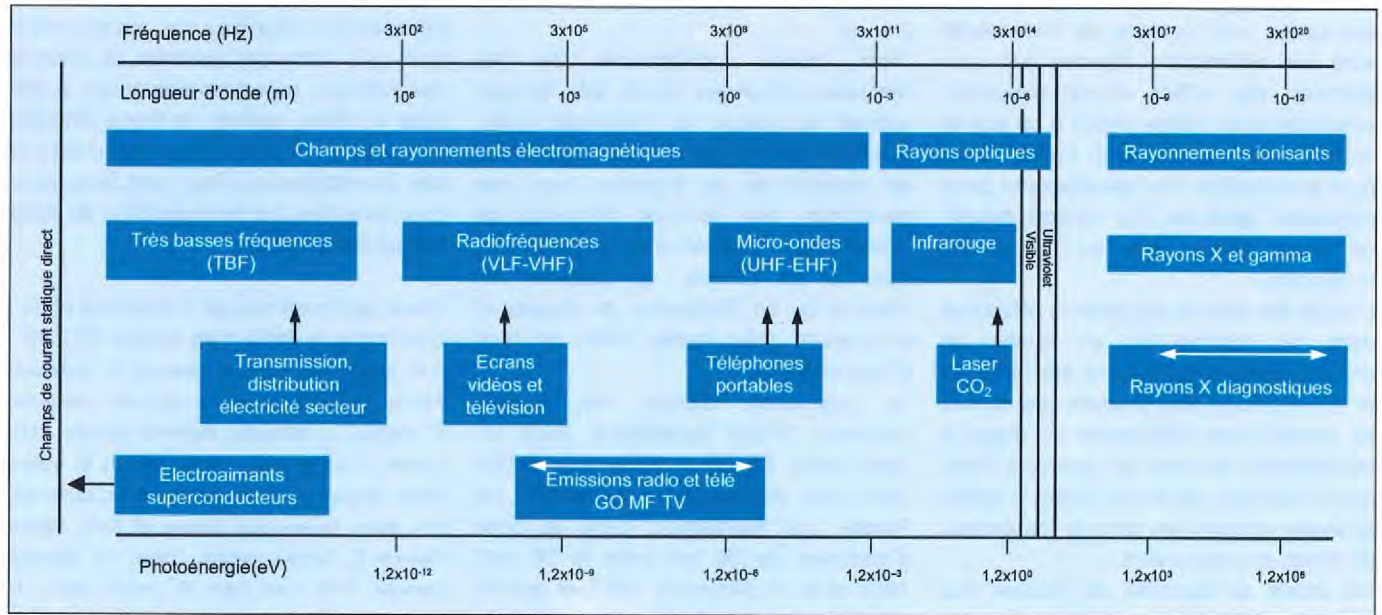 Fréquence (Hz) 3x10² 3x10⁵ 3x10⁸ 3x10¹¹ 3x10¹⁴ 3x10¹⁷ 3x10²⁰
Longueur d'onde (m) 10⁶ 10³ 10⁰ 10⁻³ 10⁻⁶ 10⁻⁹ 10⁻¹²
Champs de courant statique direct
Champs et rayonnements électromagnétiques
Rayons optiques
Rayonnements ionisants
Très basses fréquences
(TBF)
Radiofréquences
(VLF-VHF)
Micro-ondes
(UHF-EHF)
Infrarouge
Visible
Ultraviolet
Rayons X et gamma
Transmission,
distribution
électricité secteur
Ecrans
vidéos et
télévision
Téléphones
portables
Laser
CO₂
Rayons X diagnostiques
Electroaimants
superconducteurs
Emissions radio et télé
GO MF TV
Photoénergie(eV) 1,2x10⁻¹² 1,2x10⁻⁹ 1,2x10⁻⁶ 1,2x10⁻³ 1,2x10⁰ 1,2x10³ 1,2x10⁶